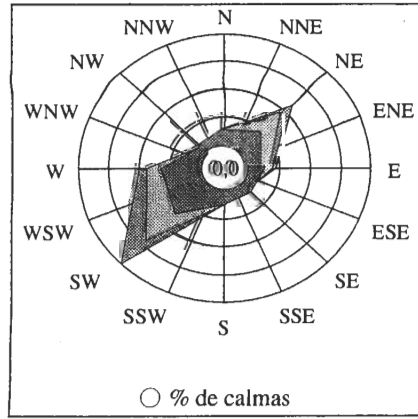 N
NNW NNE
NW NE
WNW ENE
W 0,0 E
WSW ESE
SW SE
SSW SSE
S
% de calmas